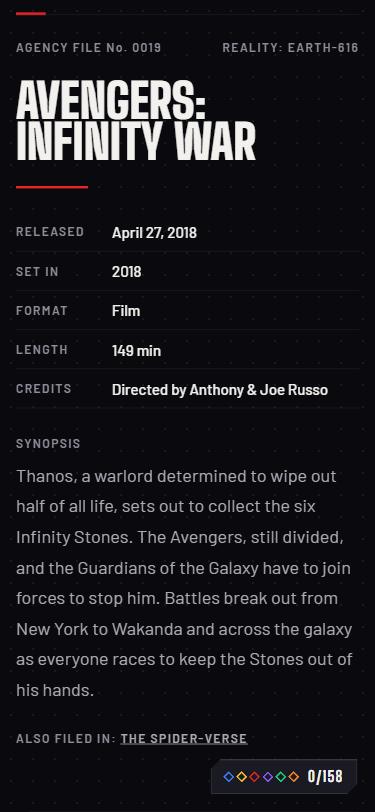 AGENCY FILE No. 0019
REALITY: EARTH-616
AVENGERS:
INFINITY WAR
RELEASED April 27, 2018
SET IN 2018
FORMAT Film
LENGTH 149 min
CREDITS Directed by Anthony & Joe Russo
SYNOPSIS
Thanos, a warlord determined to wipe out
half of all life, sets out to collect the six
Infinity Stones. The Avengers, still divided,
and the Guardians of the Galaxy have to join
forces to stop him. Battles break out from
New York to Wakanda and across the galaxy
as everyone races to keep the Stones out of
his hands.
ALSO FILED IN: THE SPIDER-VERSE
0/158